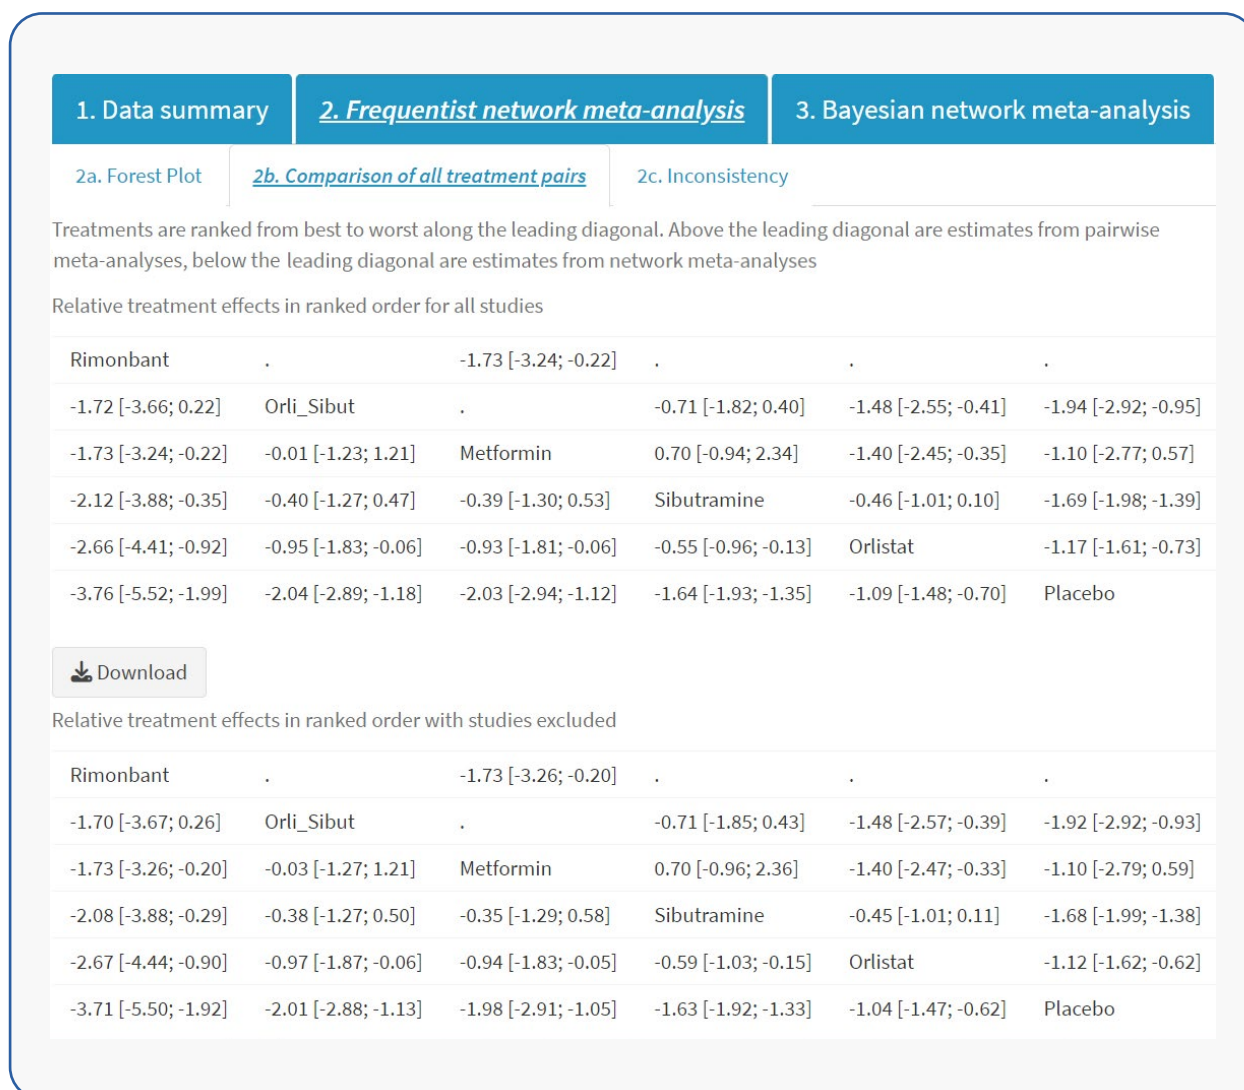 1. Data summary 2. Frequentist network meta-analysis 3. Bayesian network meta-analysis
2a. Forest Plot 2b. Comparison of all treatment pairs 2c. Inconsistency
Treatments are ranked from best to worst along the leading diagonal. Above the leading diagonal are estimates from pairwise
meta-analyses, below the leading diagonal are estimates from network meta-analyses
Relative treatment effects in ranked order for all studies
Rimonbant . -1.73 [-3.24; -0.22] . . .
-1.72 [-3.66; 0.22] Orli_Sibut . -0.71 [-1.82; 0.40] -1.48 [-2.55; -0.41] -1.94 [-2.92; -0.95]
-1.73 [-3.24; -0.22] -0.01 [-1.23; 1.21] Metformin 0.70 [-0.94; 2.34] -1.40 [-2.45; -0.35] -1.10 [-2.77; 0.57]
-2.12 [-3.88; -0.35] -0.40 [-1.27; 0.47] -0.39 [-1.30; 0.53] Sibutramine -0.46 [-1.01; 0.10] -1.69 [-1.98; -1.39]
-2.66 [-4.41; -0.92] -0.95 [-1.83; -0.06] -0.93 [-1.81; -0.06] -0.55 [-0.96; -0.13] Orlistat -1.17 [-1.61; -0.73]
-3.76 [-5.52; -1.99] -2.04 [-2.89; -1.18] -2.03 [-2.94; -1.12] -1.64 [-1.93; -1.35] -1.09 [-1.48; -0.70] Placebo
Download
Relative treatment effects in ranked order with studies excluded
Rimonbant . -1.73 [-3.26; -0.20] . . .
-1.70 [-3.67; 0.26] Orli_Sibut . -0.71 [-1.85; 0.43] -1.48 [-2.57; -0.39] -1.92 [-2.92; -0.93]
-1.73 [-3.26; -0.20] -0.03 [-1.27; 1.21] Metformin 0.70 [-0.96; 2.36] -1.40 [-2.47; -0.33] -1.10 [-2.79; 0.59]
-2.08 [-3.88; -0.29] -0.38 [-1.27; 0.50] -0.35 [-1.29; 0.58] Sibutramine -0.45 [-1.01; 0.11] -1.68 [-1.99; -1.38]
-2.67 [-4.44; -0.90] -0.97 [-1.87; -0.06] -0.94 [-1.83; -0.05] -0.59 [-1.03; -0.15] Orlistat -1.12 [-1.62; -0.62]
-3.71 [-5.50; -1.92] -2.01 [-2.88; -1.13] -1.98 [-2.91; -1.05] -1.63 [-1.92; -1.33] -1.04 [-1.47; -0.62] Placebo